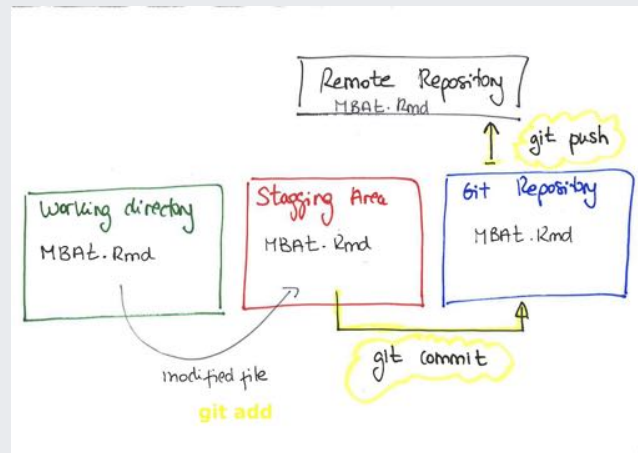 Remote Repository
MBAt.Rmd
git push
Working directory
MBAt.Rmd
Stagging Area
MBAt.Rmd
Git Repository
MBAt.Rmd
modified file
git add
git commit